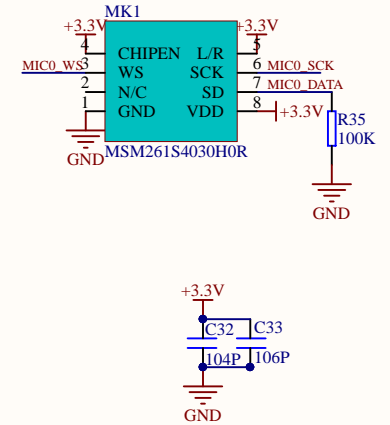 MK1
+3.3V
+3.3V
4 CHIPEN L/R 5
MIC0_WS 3 WS SCK 6 MIC0_SCK
2 N/C SD 7 MIC0_DATA
1 GND VDD 8 +3.3V
R35
100K
GND
MSM261S4030H0R
GND
+3.3V
C32 C33
104P 106P
GND